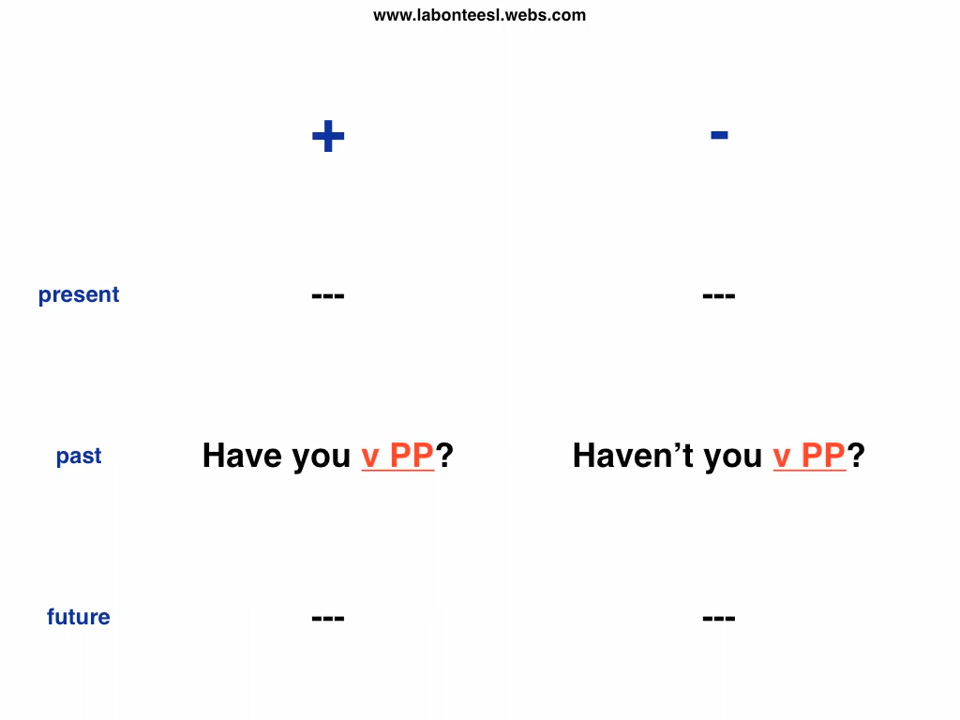 www.labonteesl.webs.com
+ -
present --- ---
past Have you v PP? Haven’t you v PP?
future --- ---